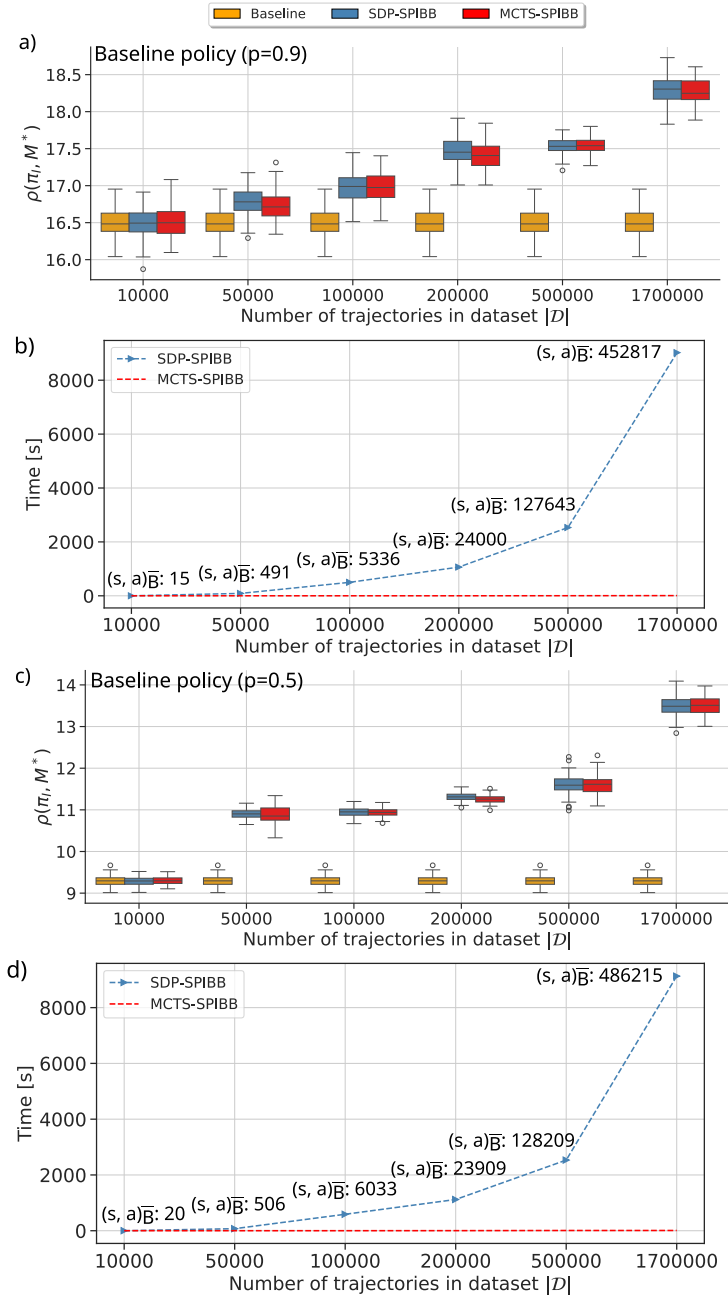 Baseline SDP-SPIBB MCTS-SPIBB
a)
Baseline policy (p=0.9)
18.5
18.0
17.5
17.0
16.5
16.0
ρ(π_I, M*)
10000 50000 100000 200000 500000 1700000
Number of trajectories in dataset |𝒟|
b)
SDP-SPIBB
MCTS-SPIBB
8000
6000
4000
2000
0
Time [s]
(s, a)B̅: 15
(s, a)B̅: 491
(s, a)B̅: 5336
(s, a)B̅: 24000
(s, a)B̅: 127643
(s, a)B̅: 452817
10000 50000 100000 200000 500000 1700000
Number of trajectories in dataset |𝒟|
c)
Baseline policy (p=0.5)
14
13
12
11
10
9
ρ(π_I, M*)
10000 50000 100000 200000 500000 1700000
Number of trajectories in dataset |𝒟|
d)
SDP-SPIBB
MCTS-SPIBB
8000
6000
4000
2000
0
Time [s]
(s, a)B̅: 20
(s, a)B̅: 506
(s, a)B̅: 6033
(s, a)B̅: 23909
(s, a)B̅: 128209
(s, a)B̅: 486215
10000 50000 100000 200000 500000 1700000
Number of trajectories in dataset |𝒟|